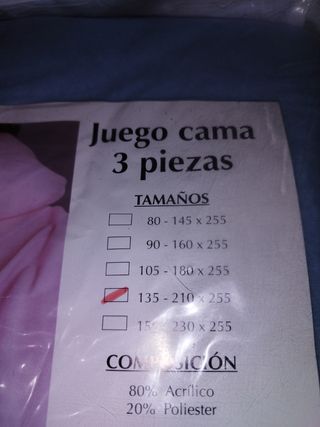 Juego cama
3 piezas
TAMAÑOS
80 - 145 x 255
90 - 160 x 255
105 - 180 x 255
135 - 210 x 255
230 x 255
COMPOSICIÓN
80% Acrílico
20% Poliester